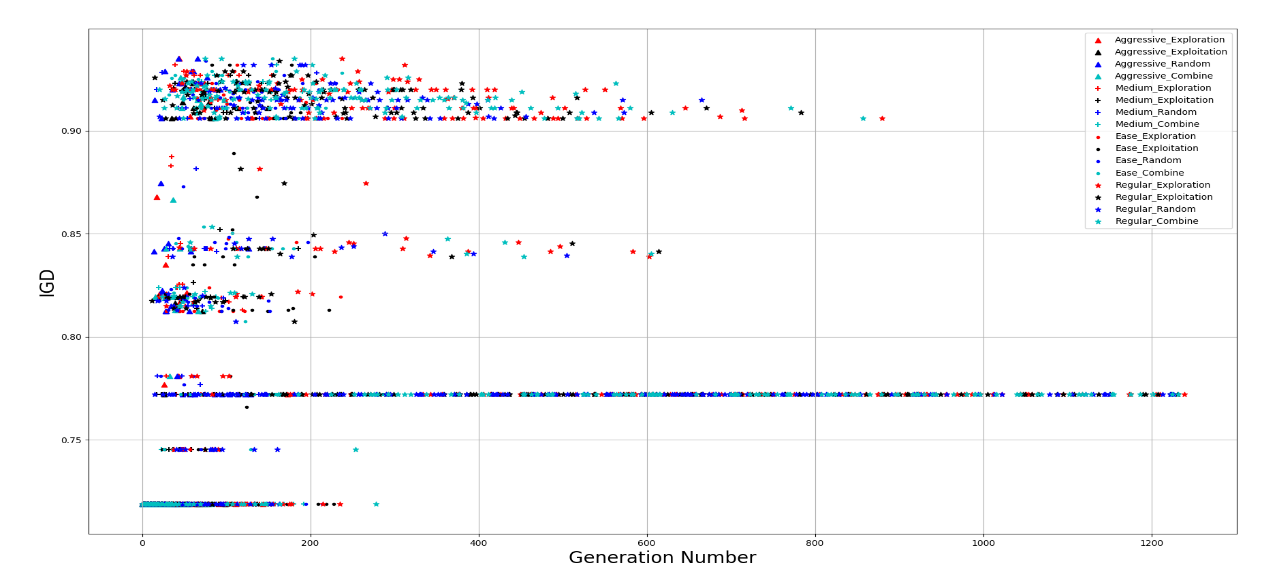 Aggressive_Exploration
Aggressive_Exploitation
Aggressive_Random
Aggressive_Combine
Medium_Exploration
Medium_Exploitation
Medium_Random
Medium_Combine
Ease_Exploration
Ease_Exploitation
Ease_Random
Ease_Combine
Regular_Exploration
Regular_Exploitation
Regular_Random
Regular_Combine
0.90
0.85
0.80
0.75
IGD
0 200 400 600 800 1000 1200
Generation Number